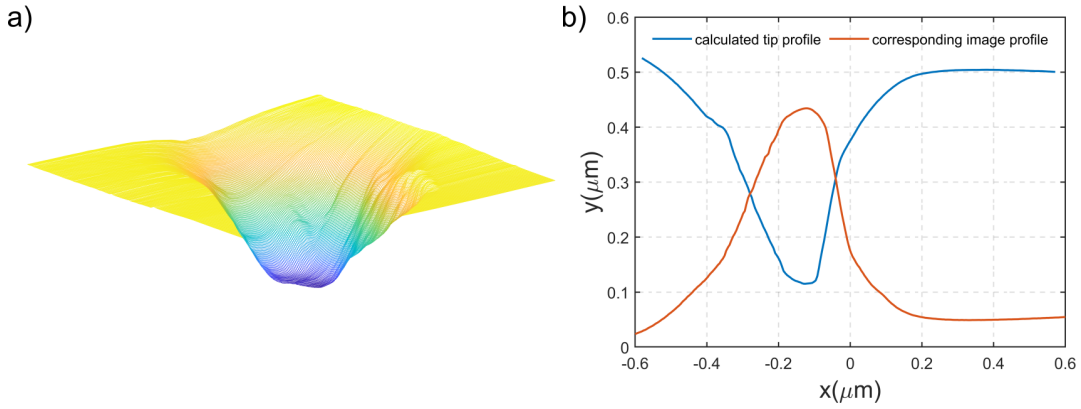 a)
b)
calculated tip profile
corresponding image profile
0.6
0.5
0.4
0.3
0.2
0.1
0
y(μm)
-0.6 -0.4 -0.2 0 0.2 0.4 0.6
x(μm)